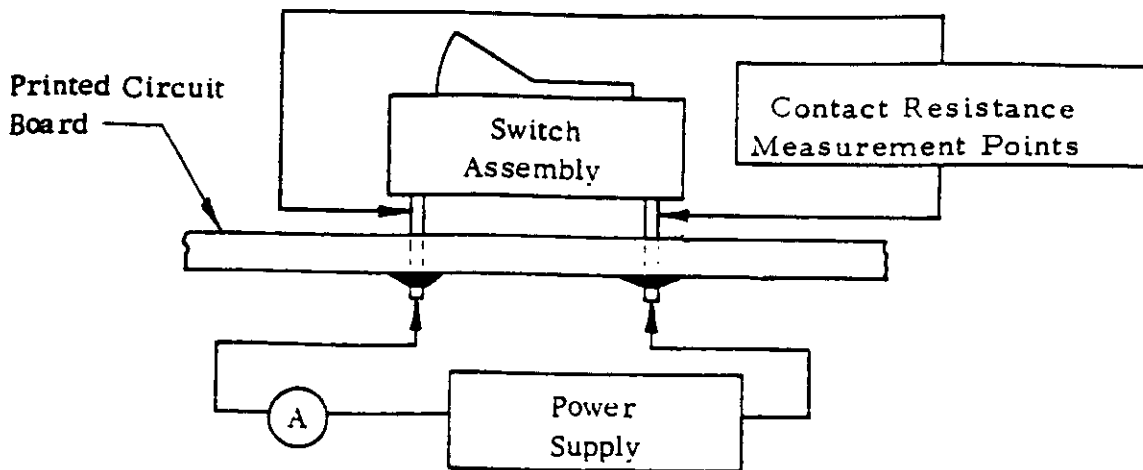 Printed Circuit
Board
Switch
Assembly
Contact Resistance
Measurement Points
A
Power
Supply